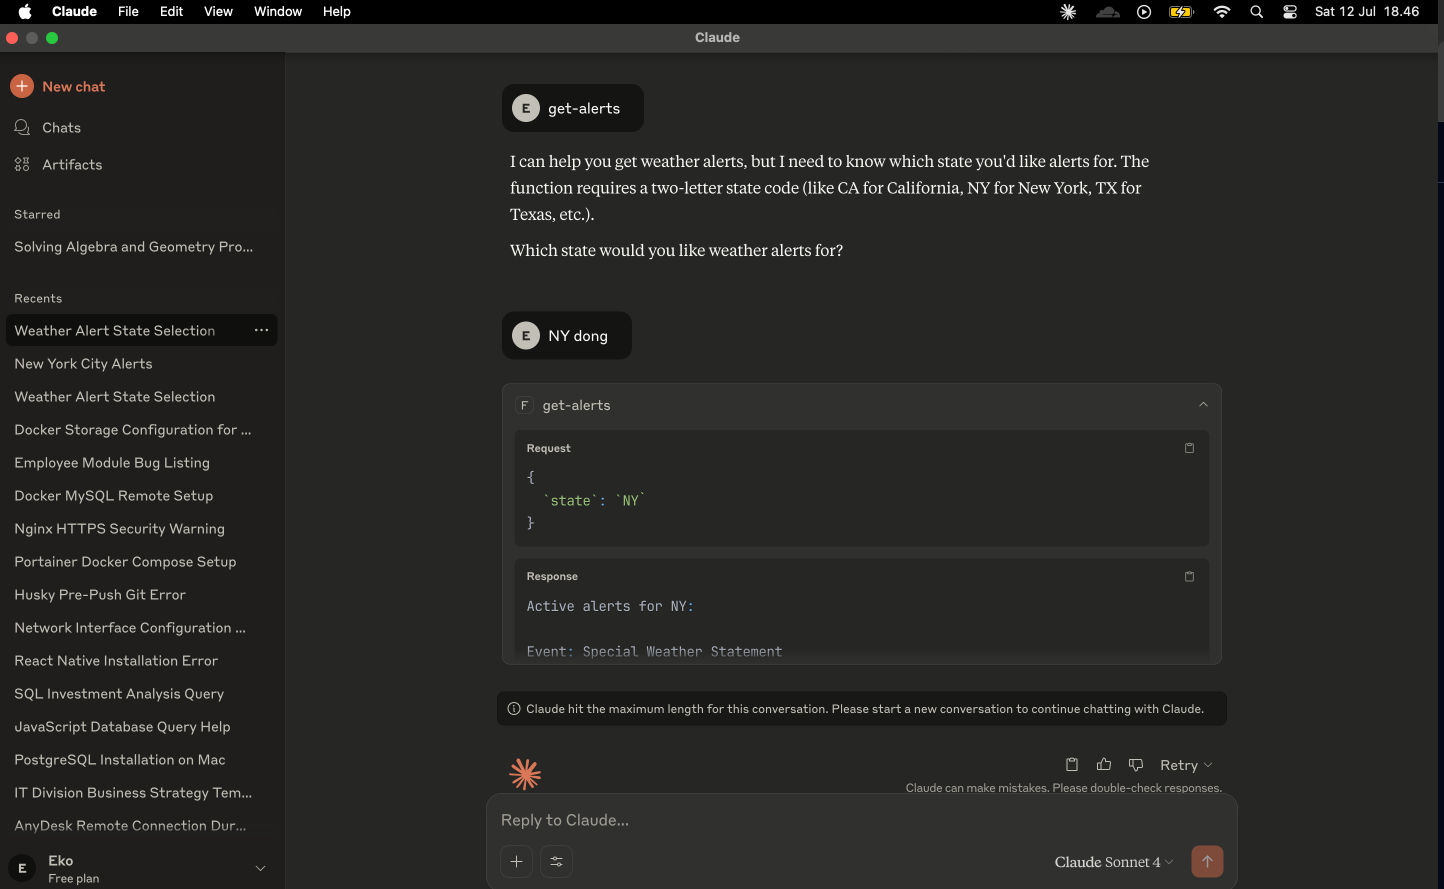 Claude File Edit View Window Help Sat 12 Jul 18.46
Claude
New chat
Chats
Artifacts
Starred
Solving Algebra and Geometry Pro...
Recents
Weather Alert State Selection
New York City Alerts
Weather Alert State Selection
Docker Storage Configuration for ...
Employee Module Bug Listing
Docker MySQL Remote Setup
Nginx HTTPS Security Warning
Portainer Docker Compose Setup
Husky Pre-Push Git Error
Network Interface Configuration ...
React Native Installation Error
SQL Investment Analysis Query
JavaScript Database Query Help
PostgreSQL Installation on Mac
IT Division Business Strategy Tem...
AnyDesk Remote Connection Dur...
E Eko
Free plan
E get-alerts
I can help you get weather alerts, but I need to know which state you'd like alerts for. The
function requires a two-letter state code (like CA for California, NY for New York, TX for
Texas, etc.).
Which state would you like weather alerts for?
E NY dong
F get-alerts
Request
{
`state`: `NY`
}
Response
Active alerts for NY:
Event: Special Weather Statement
Claude hit the maximum length for this conversation. Please start a new conversation to continue chatting with Claude.
Retry
Claude can make mistakes. Please double-check responses.
Reply to Claude...
Claude Sonnet 4